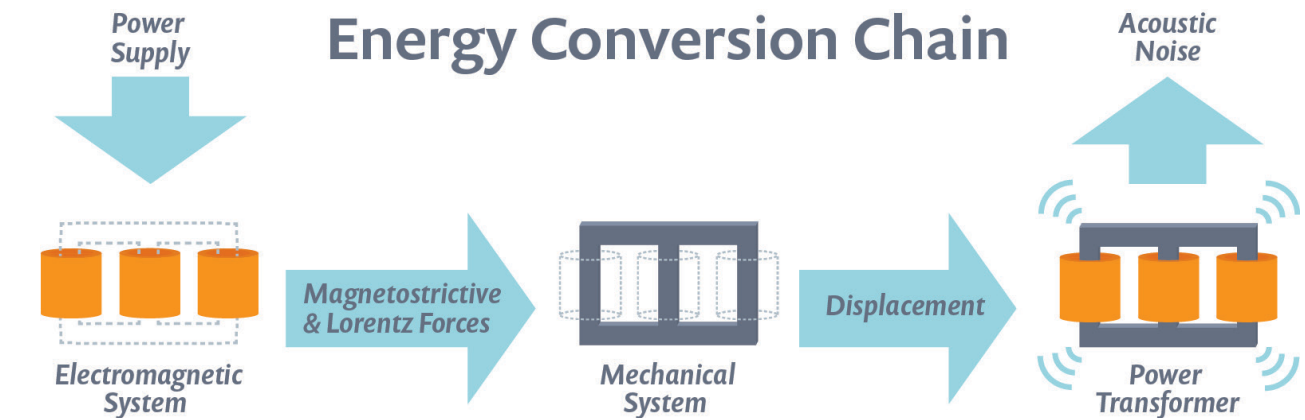 Energy Conversion Chain
Power
Supply
Acoustic
Noise
Magnetostrictive
& Lorentz Forces
Displacement
Electromagnetic
System
Mechanical
System
Power
Transformer